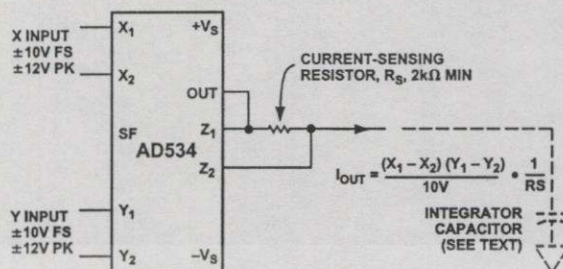 X INPUT
±10V FS
±12V PK
X1
X2
+VS
OUT
SF
AD534
Z1
Z2
CURRENT-SENSING
RESISTOR, RS, 2kΩ MIN
IOUT = (X1 – X2) (Y1 – Y2) / 10V • 1 / RS
Y INPUT
±10V FS
±12V PK
Y1
Y2
–VS
INTEGRATOR
CAPACITOR
(SEE TEXT)